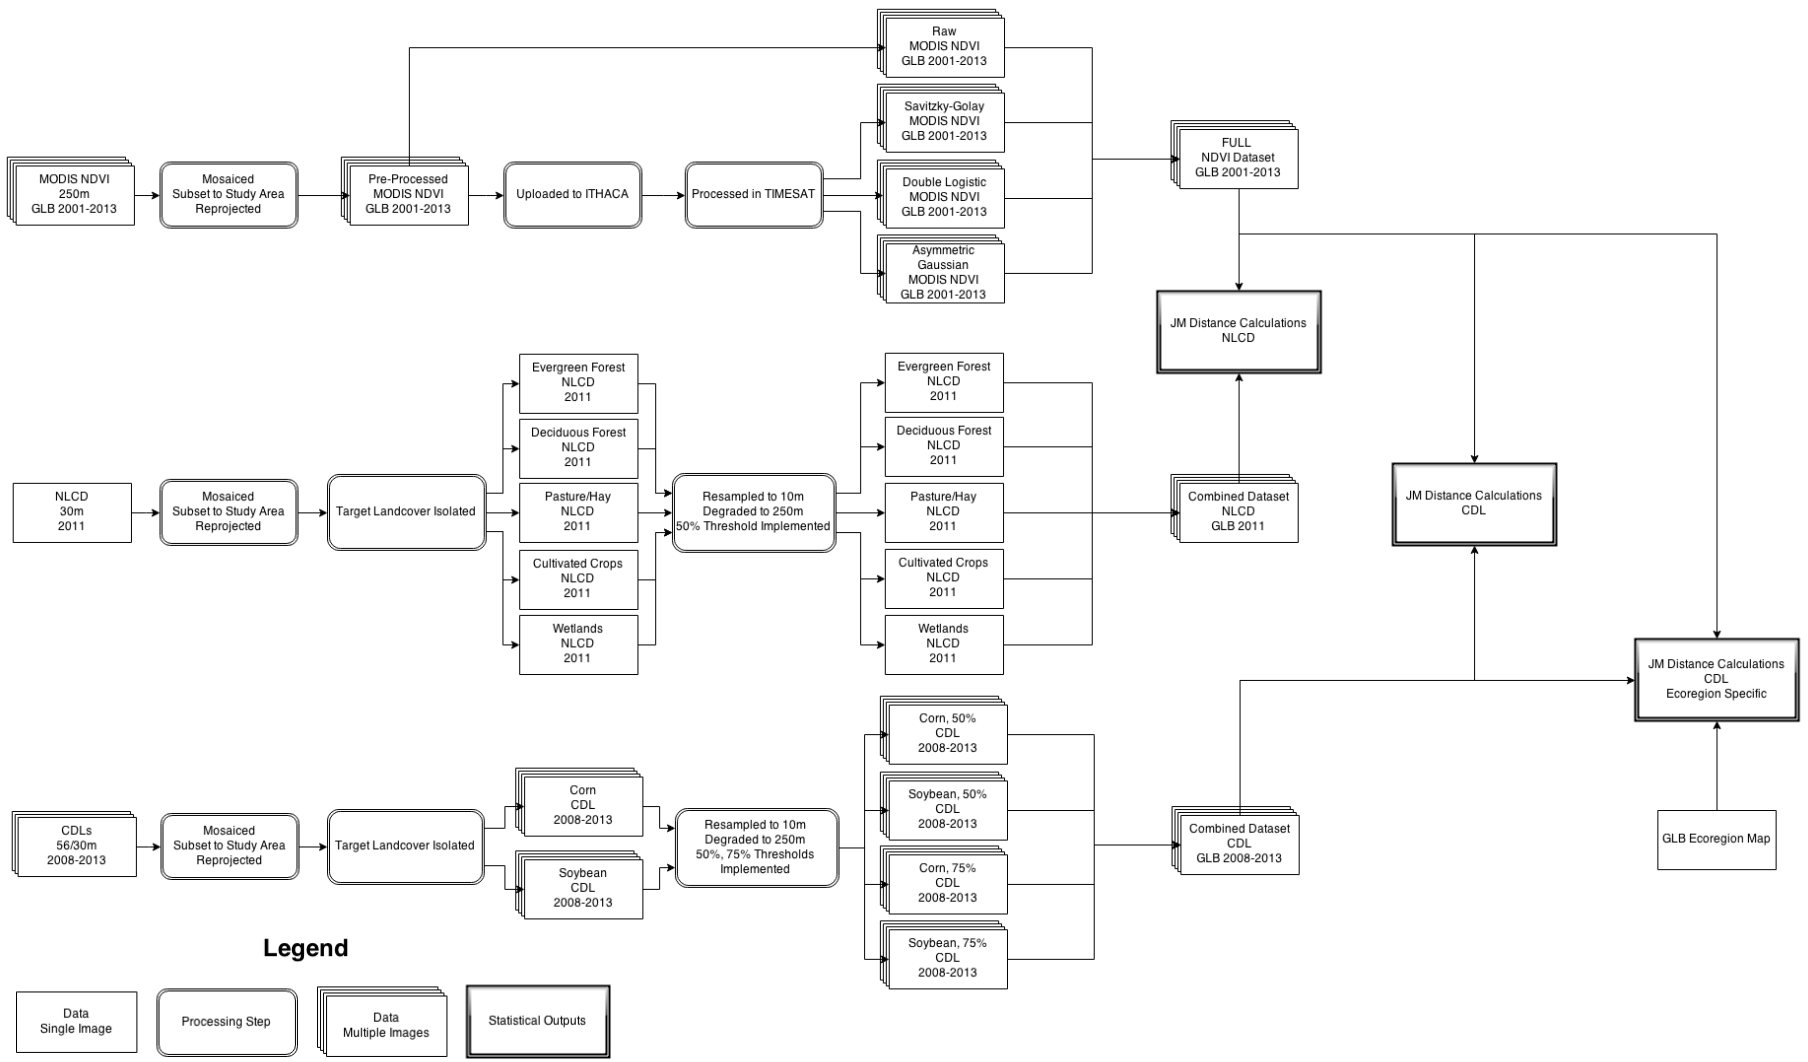 Raw
MODIS NDVI
GLB 2001-2013
Savitzky-Golay
MODIS NDVI
GLB 2001-2013
MODIS NDVI
250m
GLB 2001-2013
Mosaiced
Subset to Study Area
Reprojected
Pre-Processed
MODIS NDVI
GLB 2001-2013
Uploaded to ITHACA
Processed in TIMESAT
Double Logistic
MODIS NDVI
GLB 2001-2013
Asymmetric
Gaussian
MODIS NDVI
GLB 2001-2013
FULL
NDVI Dataset
GLB 2001-2013
JM Distance Calculations
NLCD
NLCD
30m
2011
Mosaiced
Subset to Study Area
Reprojected
Target Landcover Isolated
Evergreen Forest
NLCD
2011
Deciduous Forest
NLCD
2011
Pasture/Hay
NLCD
2011
Cultivated Crops
NLCD
2011
Wetlands
NLCD
2011
Resampled to 10m
Degraded to 250m
50% Threshold Implemented
Evergreen Forest
NLCD
2011
Deciduous Forest
NLCD
2011
Pasture/Hay
NLCD
2011
Cultivated Crops
NLCD
2011
Wetlands
NLCD
2011
Combined Dataset
NLCD
GLB 2011
JM Distance Calculations
CDL
JM Distance Calculations
CDL
Ecoregion Specific
CDLs
56/30m
2008-2013
Mosaiced
Subset to Study Area
Reprojected
Target Landcover Isolated
Corn
CDL
2008-2013
Soybean
CDL
2008-2013
Resampled to 10m
Degraded to 250m
50%, 75% Thresholds
Implemented
Corn, 50%
CDL
2008-2013
Soybean, 50%
CDL
2008-2013
Corn, 75%
CDL
2008-2013
Soybean, 75%
CDL
2008-2013
Combined Dataset
CDL
GLB 2008-2013
GLB Ecoregion Map
Legend
Data
Single Image
Processing Step
Data
Multiple Images
Statistical Outputs